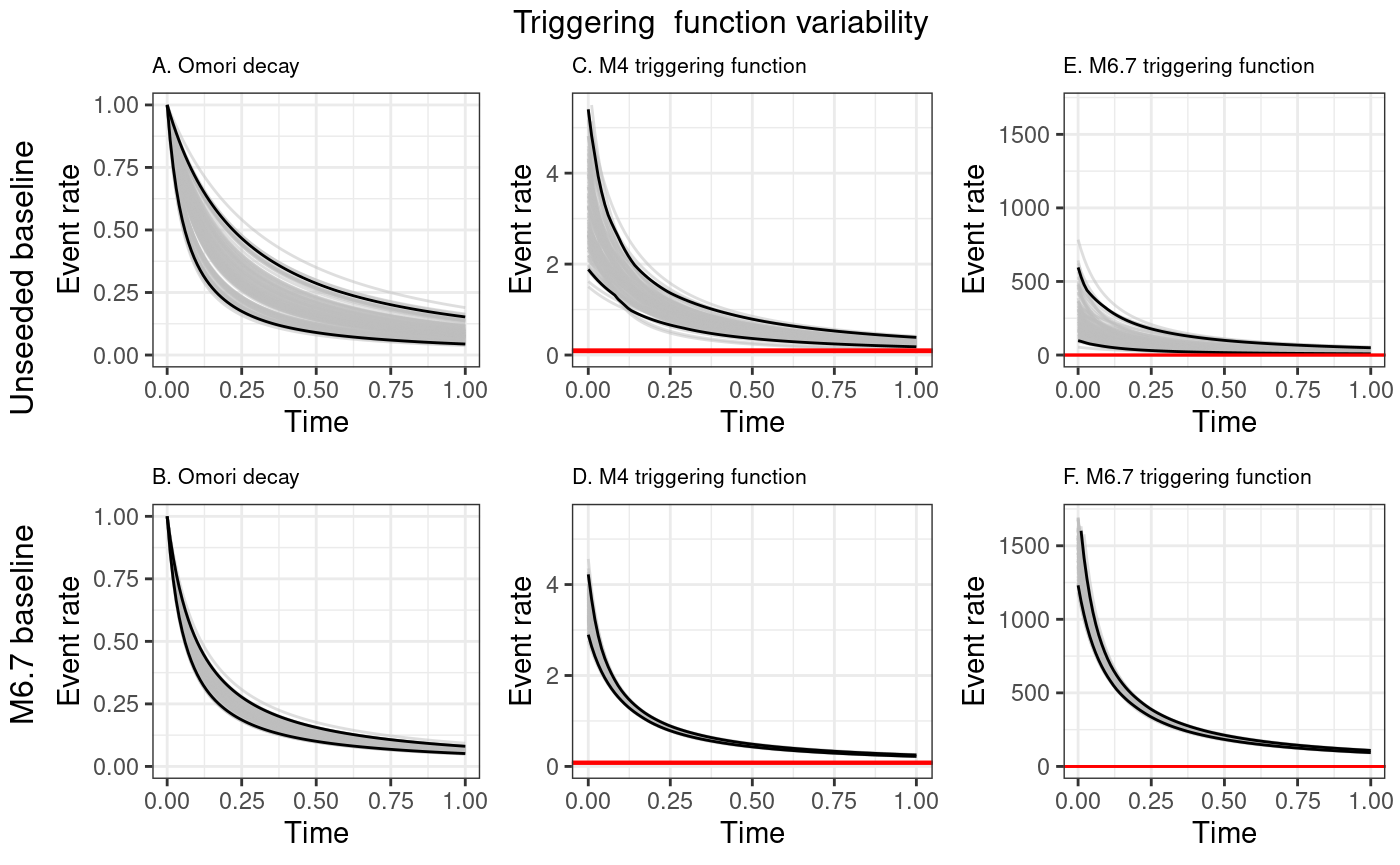 Triggering  function variability
Unseeded baseline
A. Omori decay
Event rate
1.00
0.75
0.50
0.25
0.00
0.00 0.25 0.50 0.75 1.00
Time
C. M4 triggering function
Event rate
4
2
0
0.00 0.25 0.50 0.75 1.00
Time
E. M6.7 triggering function
Event rate
1500
1000
500
0
0.00 0.25 0.50 0.75 1.00
Time
M6.7 baseline
B. Omori decay
Event rate
1.00
0.75
0.50
0.25
0.00
0.00 0.25 0.50 0.75 1.00
Time
D. M4 triggering function
Event rate
4
2
0
0.00 0.25 0.50 0.75 1.00
Time
F. M6.7 triggering function
Event rate
1500
1000
500
0
0.00 0.25 0.50 0.75 1.00
Time